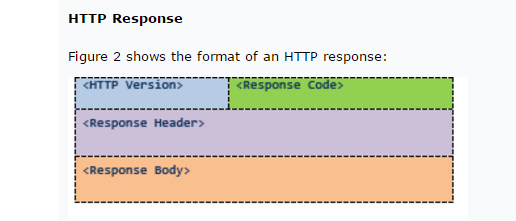 HTTP Response
Figure 2 shows the format of an HTTP response:
<HTTP Version> <Response Code>
<Response Header>
<Response Body>